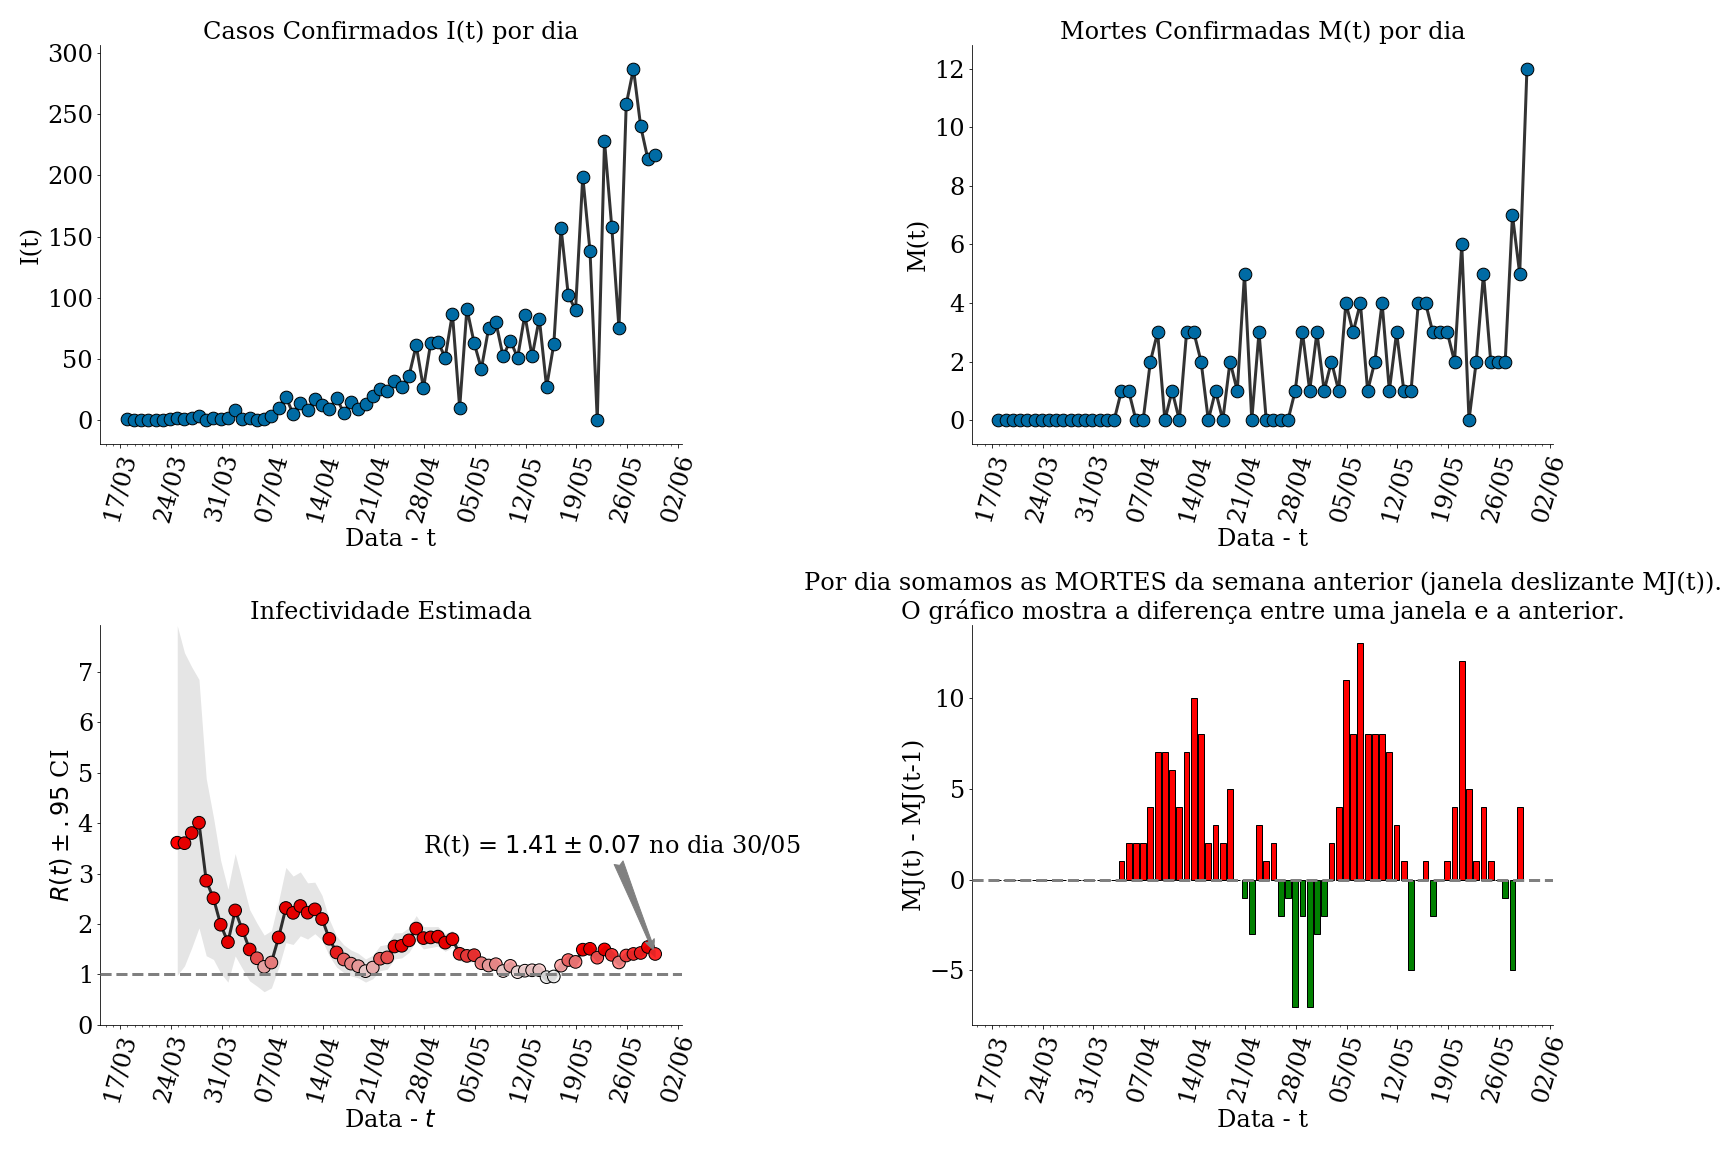 Casos Confirmados I(t) por dia
300
250
200
150
100
50
0
I(t)
17/03 24/03 31/03 07/04 14/04 21/04 28/04 05/05 12/05 19/05 26/05 02/06
Data - t
Mortes Confirmadas M(t) por dia
12
10
8
6
4
2
0
M(t)
17/03 24/03 31/03 07/04 14/04 21/04 28/04 05/05 12/05 19/05 26/05 02/06
Data - t
Infectividade Estimada
7
6
5
4
3
2
1
0
R(t) ± .95 CI
R(t) = 1.41 ± 0.07 no dia 30/05
17/03 24/03 31/03 07/04 14/04 21/04 28/04 05/05 12/05 19/05 26/05 02/06
Data - t
Por dia somamos as MORTES da semana anterior (janela deslizante MJ(t)).
O gráfico mostra a diferença entre uma janela e a anterior.
10
5
0
−5
MJ(t) - MJ(t-1)
17/03 24/03 31/03 07/04 14/04 21/04 28/04 05/05 12/05 19/05 26/05 02/06
Data - t